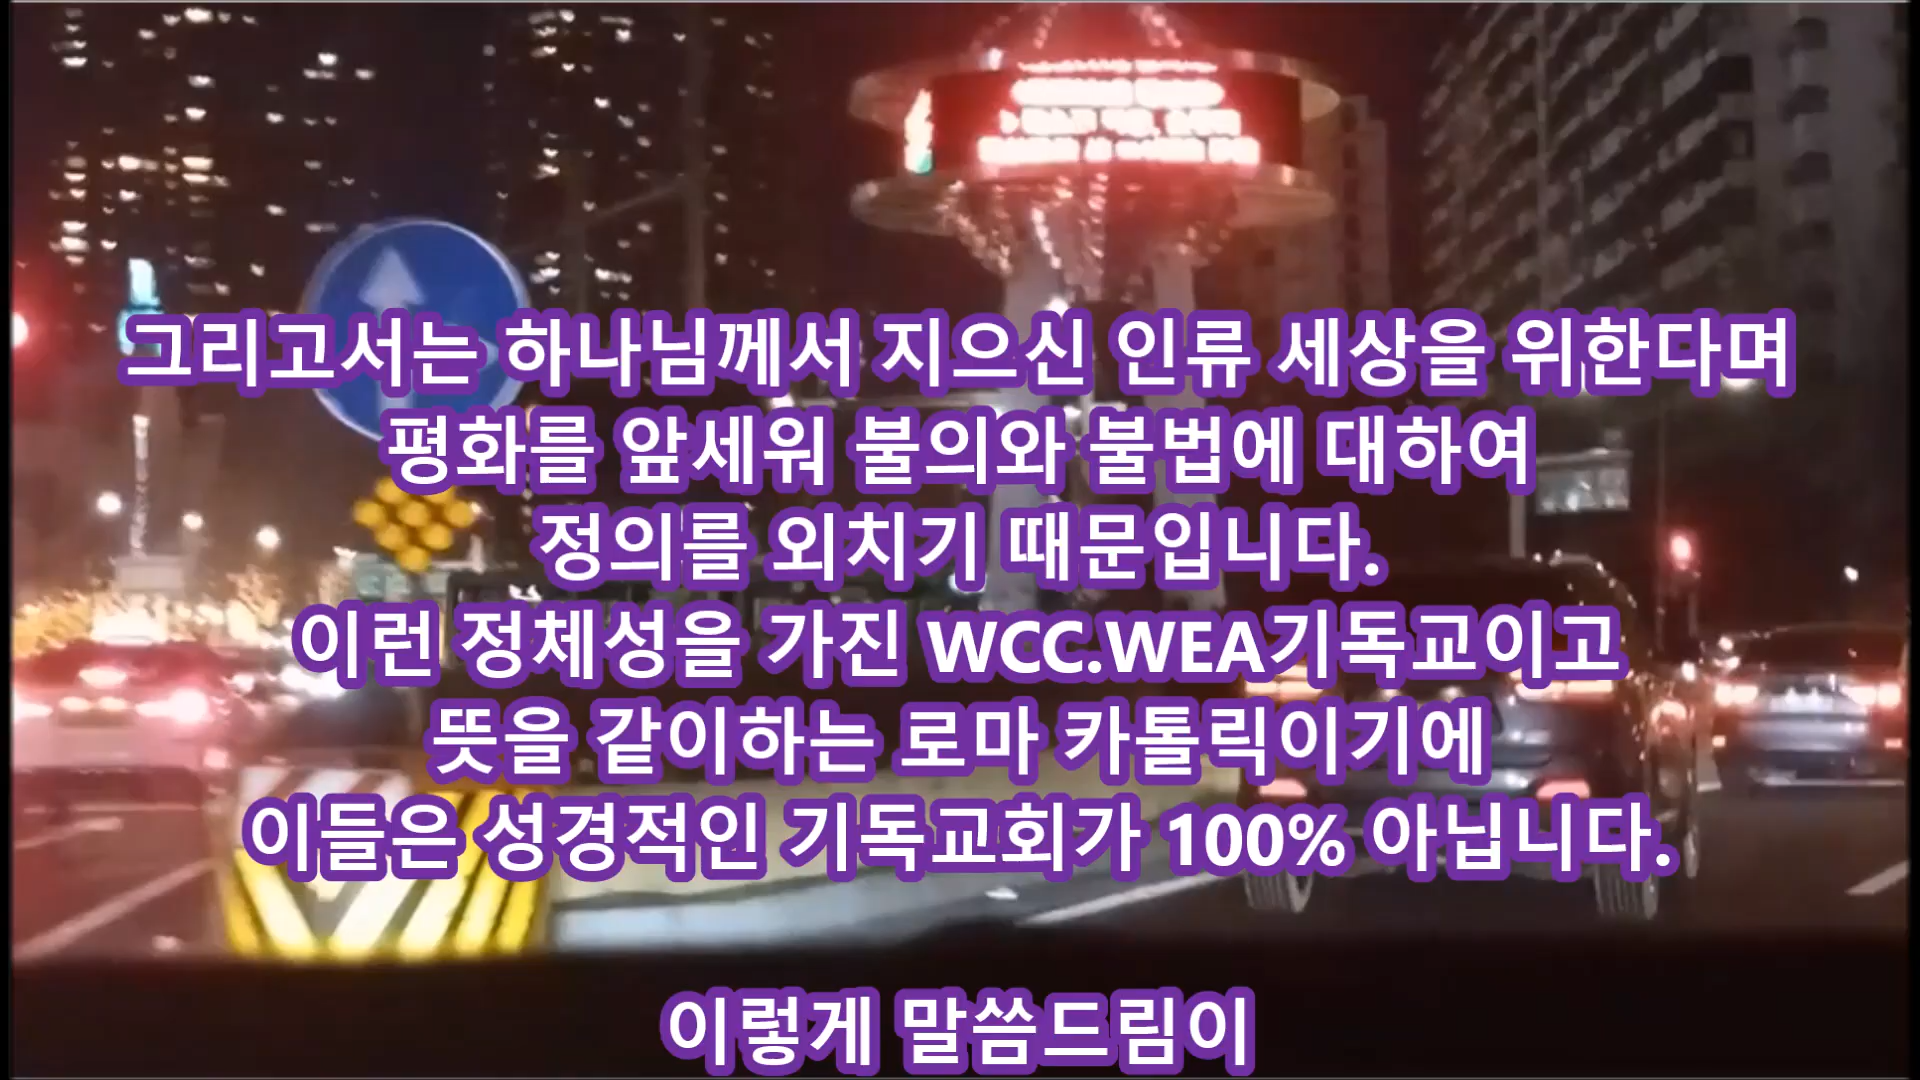 그리고서는 하나님께서 지으신 인류 세상을 위한다며
평화를 앞세워 불의와 불법에 대하여
정의를 외치기 때문입니다.
이런 정체성을 가진 WCC.WEA기독교이고
뜻을 같이하는 로마 카톨릭이기에
이들은 성경적인 기독교회가 100% 아닙니다.
이렇게 말씀드림이